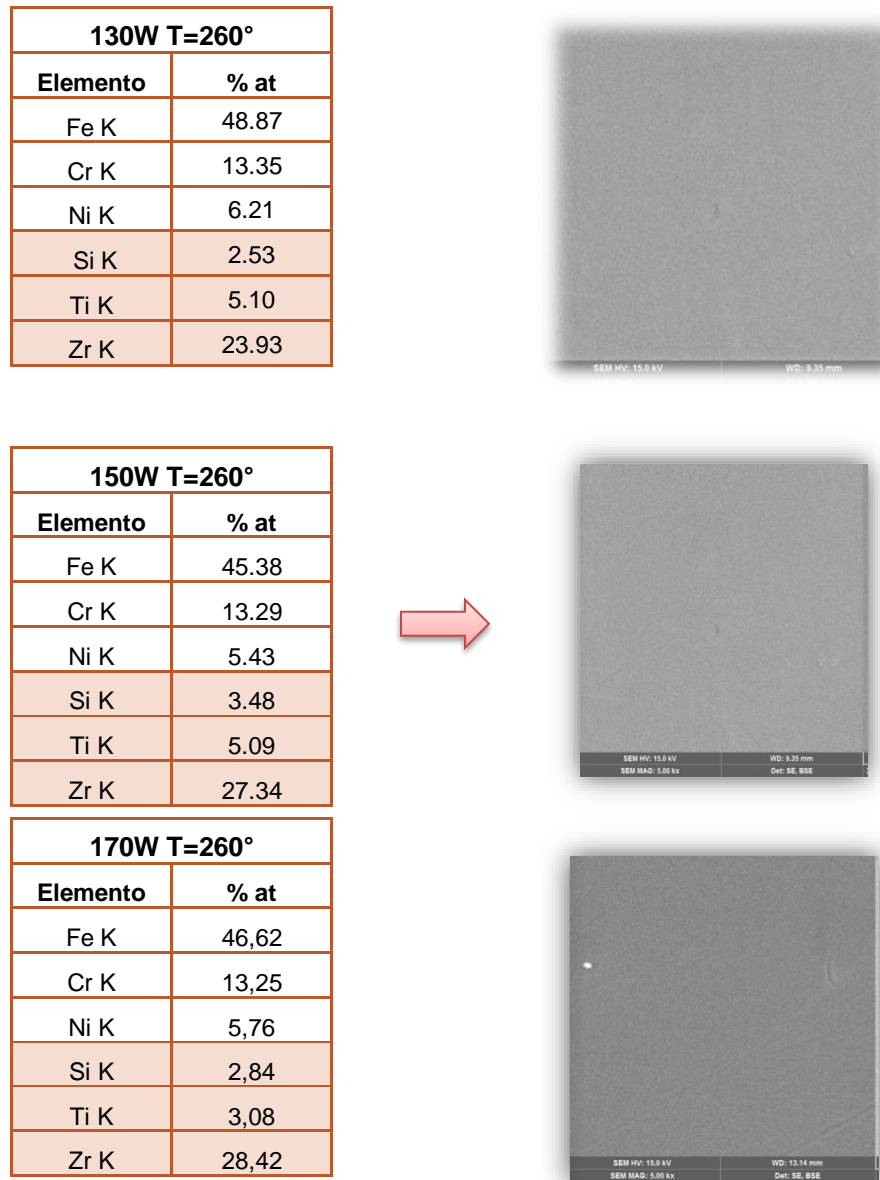 130W T=260°
Elemento % at
Fe K 48.87
Cr K 13.35
Ni K 6.21
Si K 2.53
Ti K 5.10
Zr K 23.93
SEM HV: 15.0 kV WD: 9.35 mm
150W T=260°
Elemento % at
Fe K 45.38
Cr K 13.29
Ni K 5.43
Si K 3.48
Ti K 5.09
Zr K 27.34
SEM HV: 15.0 kV WD: 9.35 mm
SEM MAG: 5.00 kx Det: SE, BSE
170W T=260°
Elemento % at
Fe K 46,62
Cr K 13,25
Ni K 5,76
Si K 2,84
Ti K 3,08
Zr K 28,42
SEM HV: 15.0 kV WD: 13.14 mm
SEM MAG: 5.00 kx Det: SE, BSE